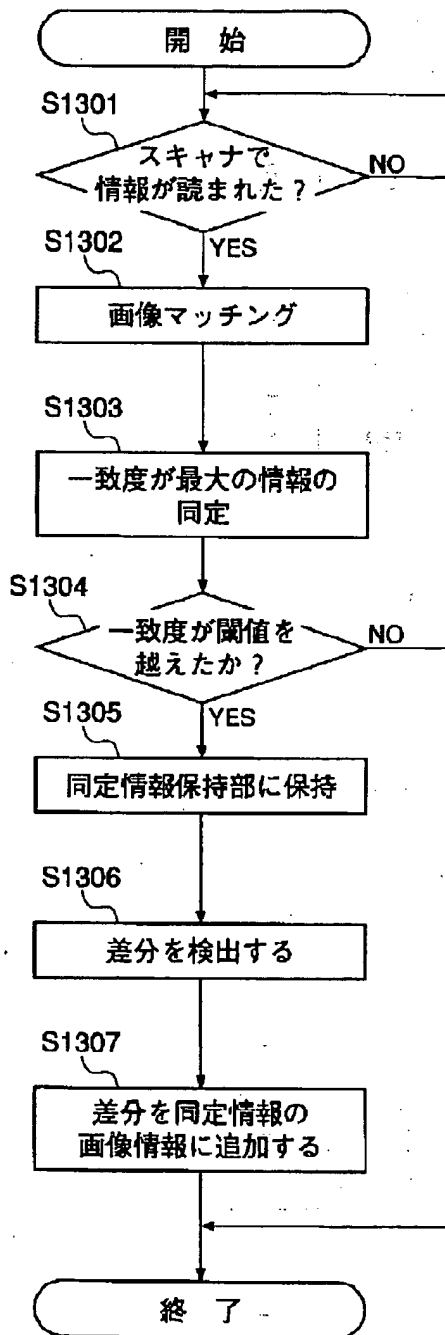 開 始
S1301
スキャナで
情報が読まれた？
NO
YES
S1302
画像マッチング
S1303
一致度が最大の情報の
同定
S1304
一致度が閾値を
越えたか？
NO
YES
S1305
同定情報保持部に保持
S1306
差分を検出する
S1307
差分を同定情報の
画像情報に追加する
終 了